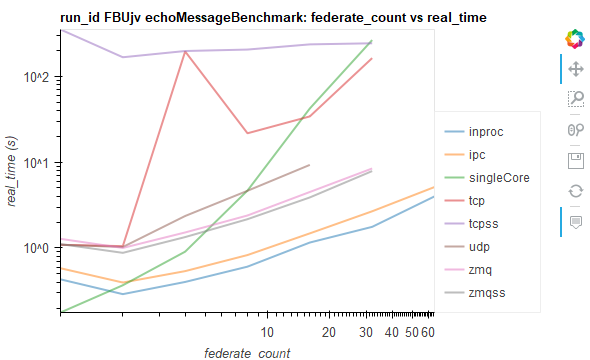 run_id FBUjv echoMessageBenchmark: federate_count vs real_time
real_time (s)
10^2
10^1
10^0
10
20
30
40
50
60
federate_count
inproc
ipc
singleCore
tcp
tcpss
udp
zmq
zmqss